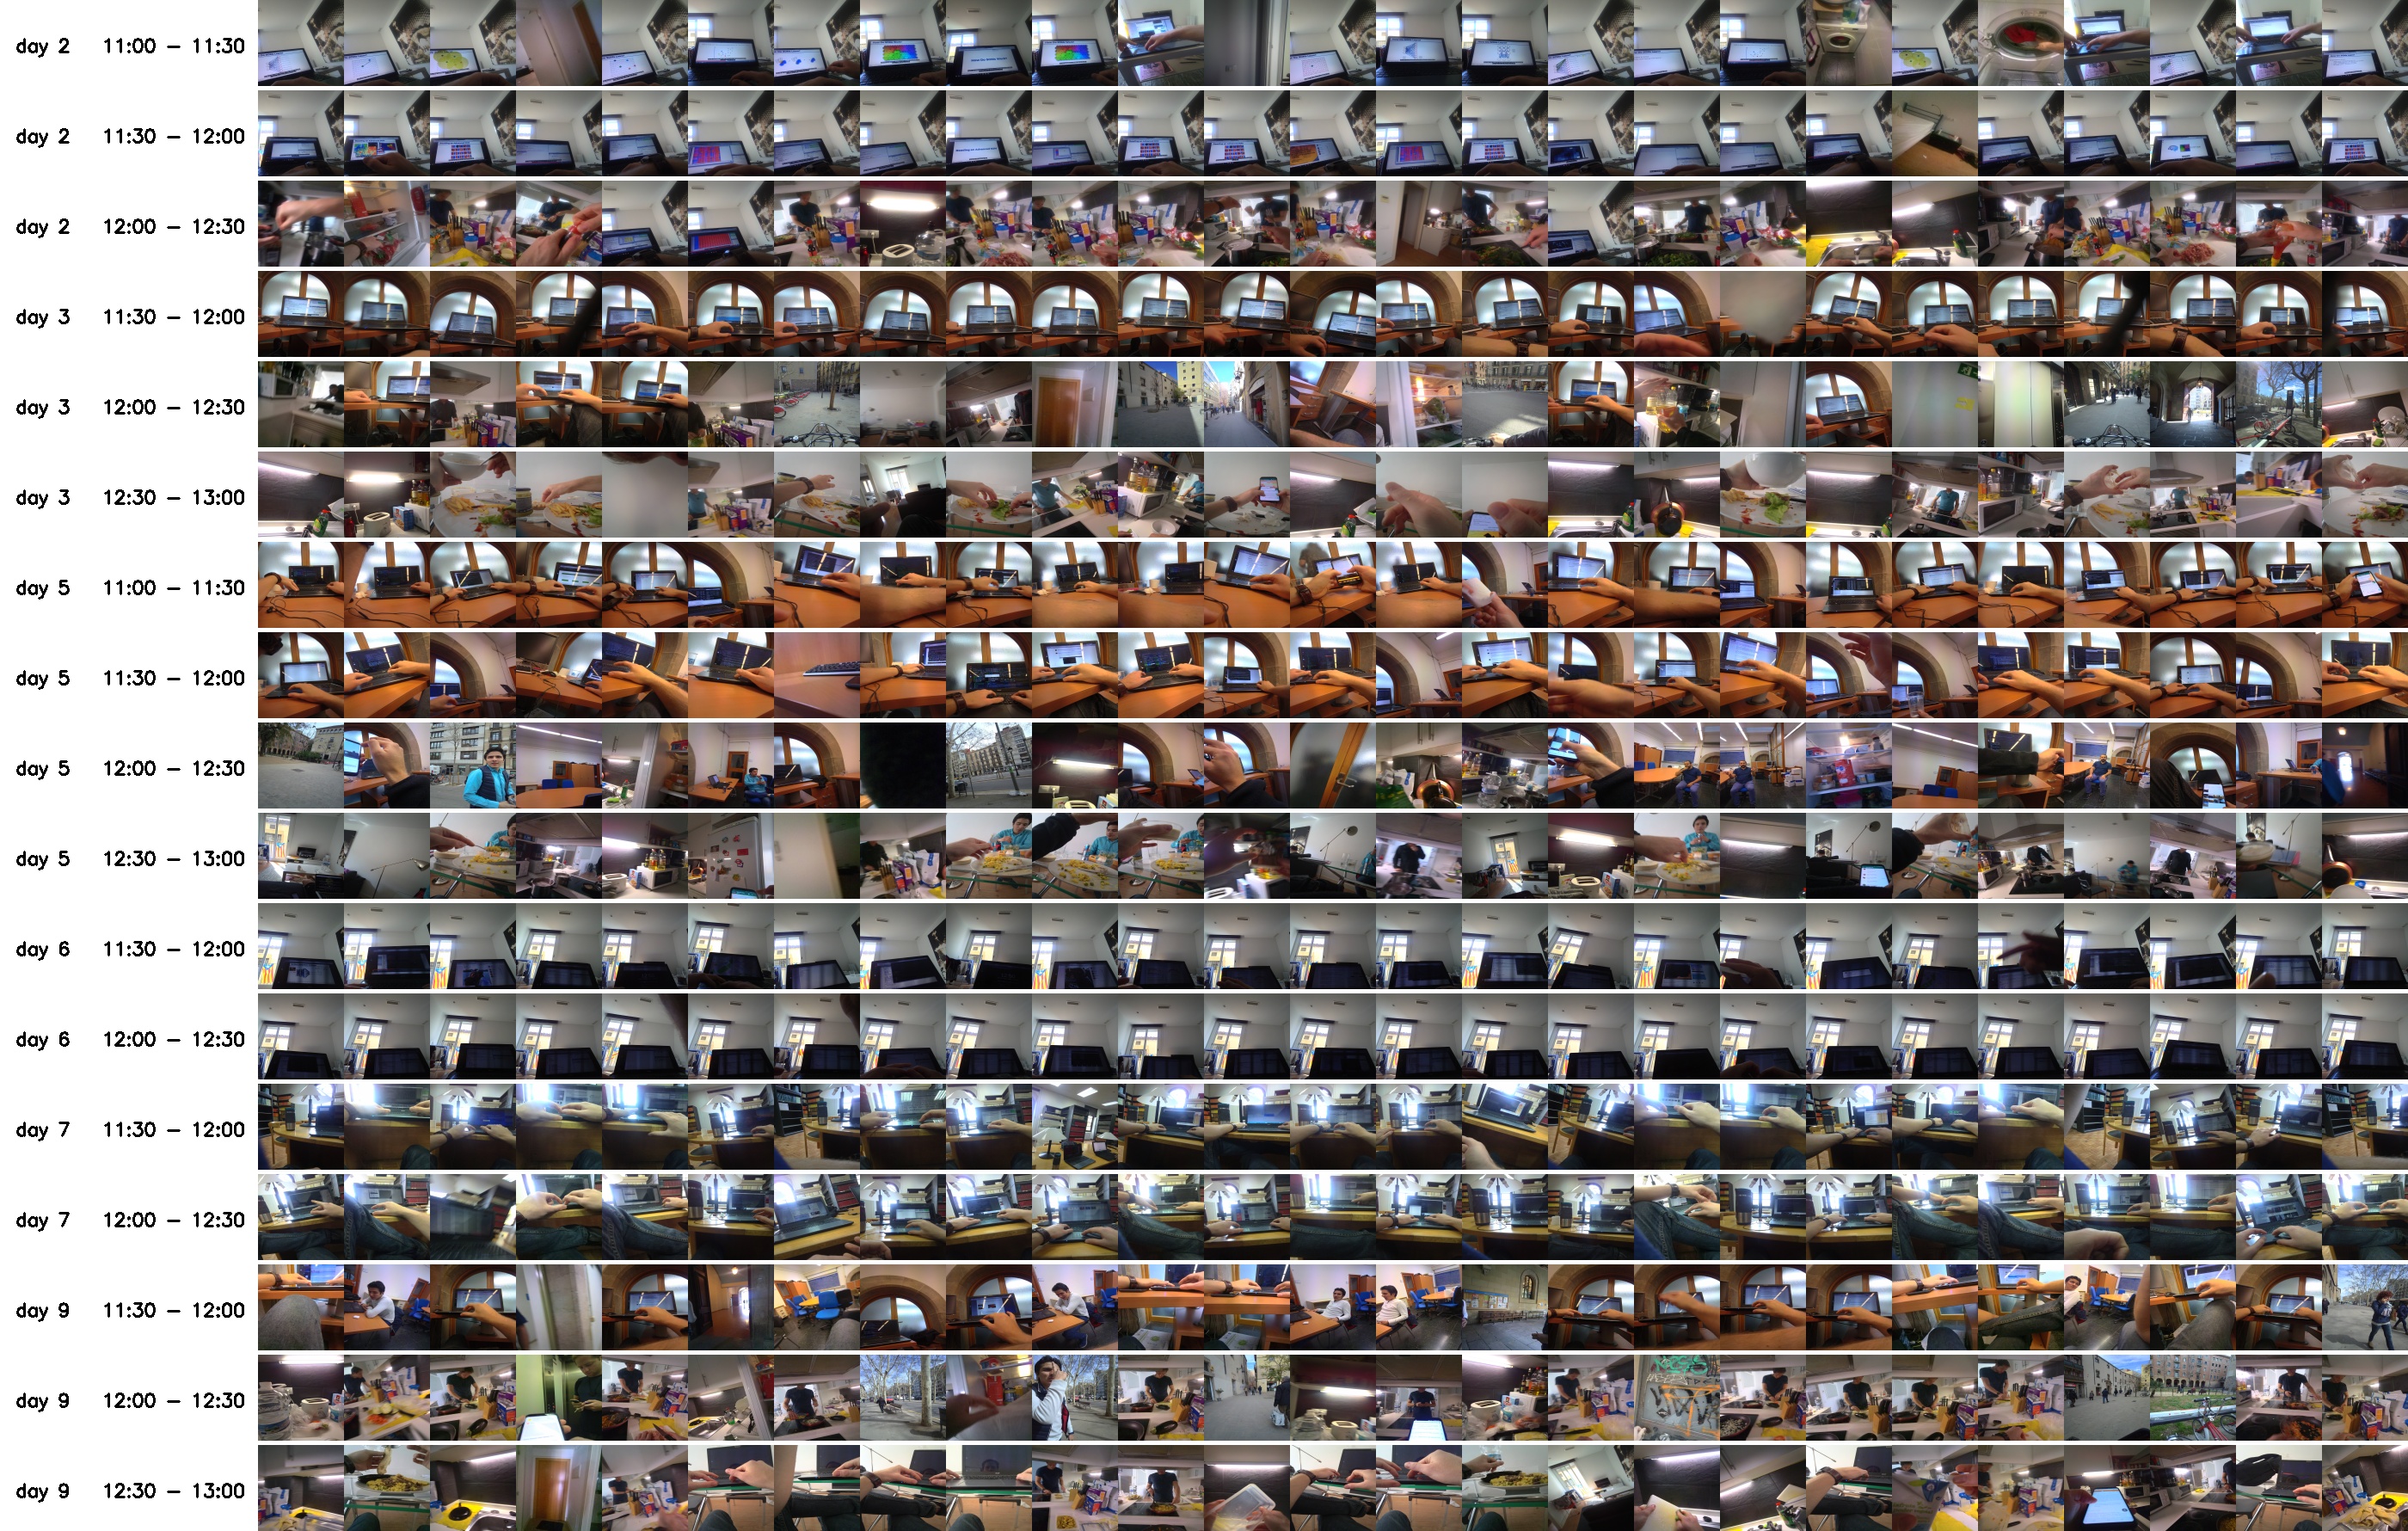 day 2 11:00 – 11:30
day 2 11:30 – 12:00
day 2 12:00 – 12:30
day 3 11:30 – 12:00
day 3 12:00 – 12:30
day 3 12:30 – 13:00
day 5 11:00 – 11:30
day 5 11:30 – 12:00
day 5 12:00 – 12:30
day 5 12:30 – 13:00
day 6 11:30 – 12:00
day 6 12:00 – 12:30
day 7 11:30 – 12:00
day 7 12:00 – 12:30
day 9 11:30 – 12:00
day 9 12:00 – 12:30
day 9 12:30 – 13:00